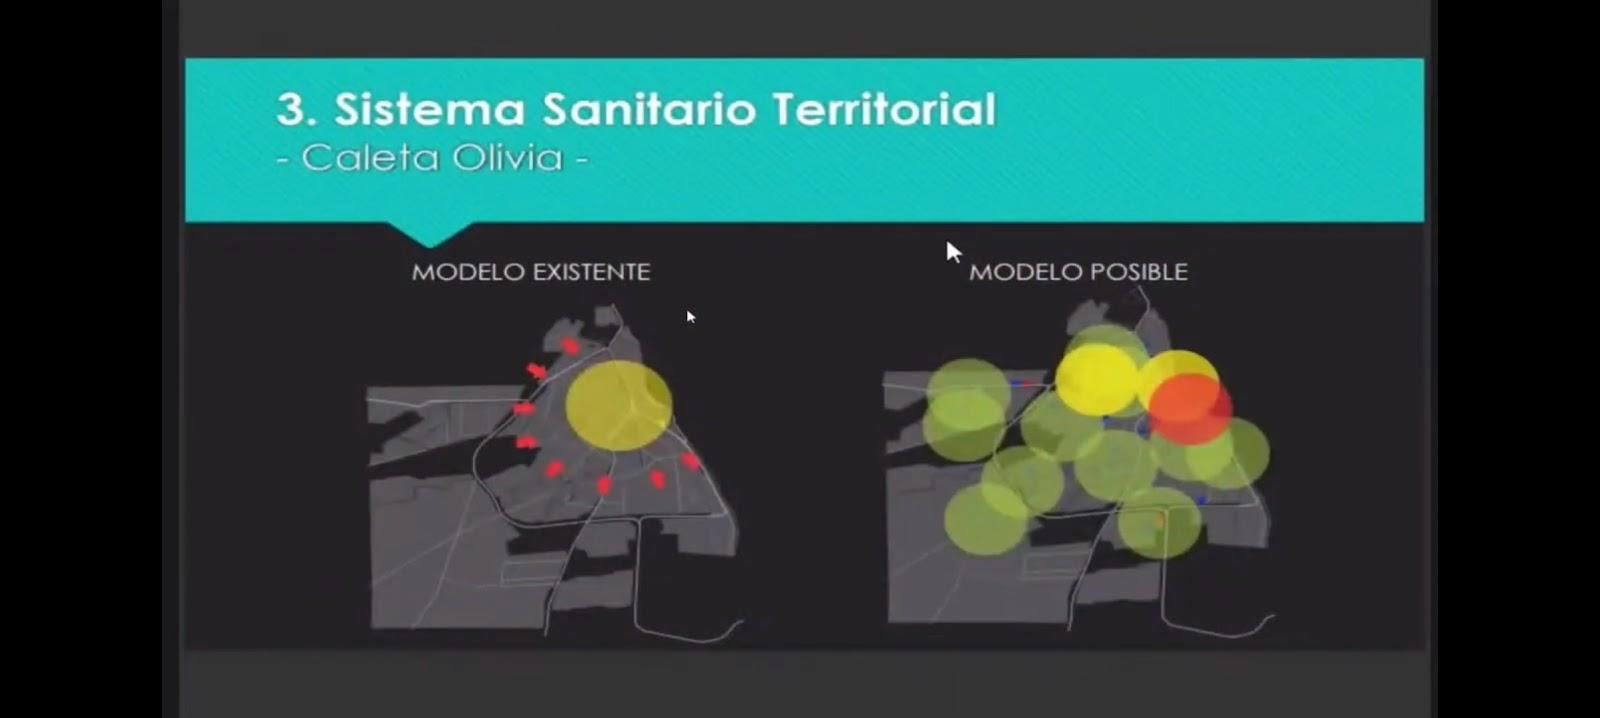 3. Sistema Sanitario Territorial
- Caleta Olivia -
MODELO EXISTENTE
MODELO POSIBLE